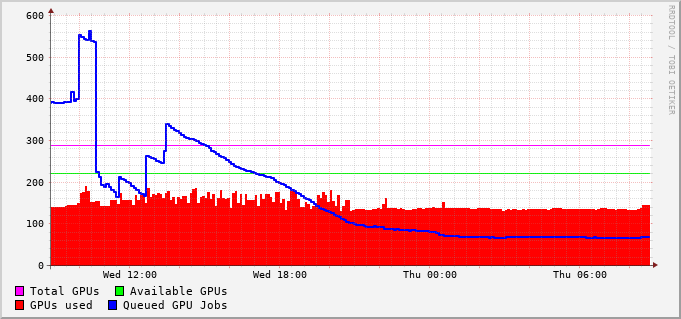 600
500
400
300
200
100
0
Wed 12:00 Wed 18:00 Thu 00:00 Thu 06:00
Total GPUs Available GPUs
GPUs used Queued GPU Jobs
RRDTOOL / TOBI OETIKER